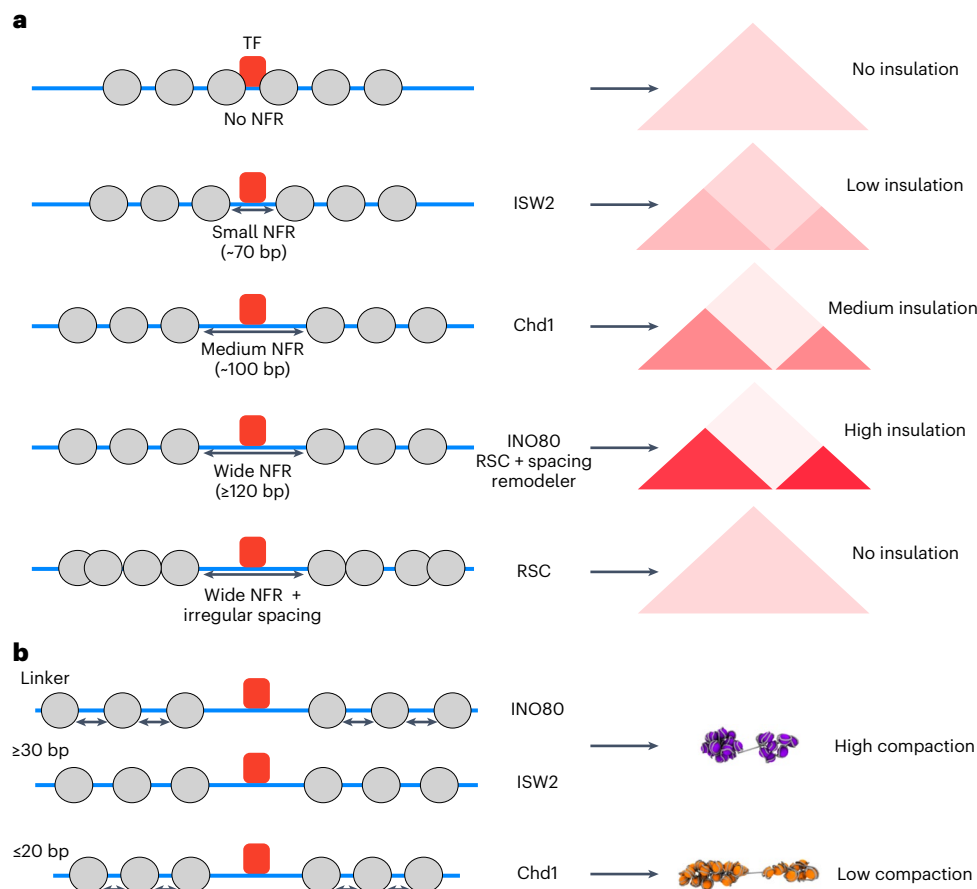 a
TF
No NFR
No insulation
Small NFR
(~70 bp)
ISW2
Low insulation
Medium NFR
(~100 bp)
Chd1
Medium insulation
Wide NFR
(≥120 bp)
INO80
RSC + spacing
remodeler
High insulation
Wide NFR +
irregular spacing
RSC
No insulation
b
Linker
INO80
≥30 bp
ISW2
High compaction
≤20 bp
Chd1
Low compaction